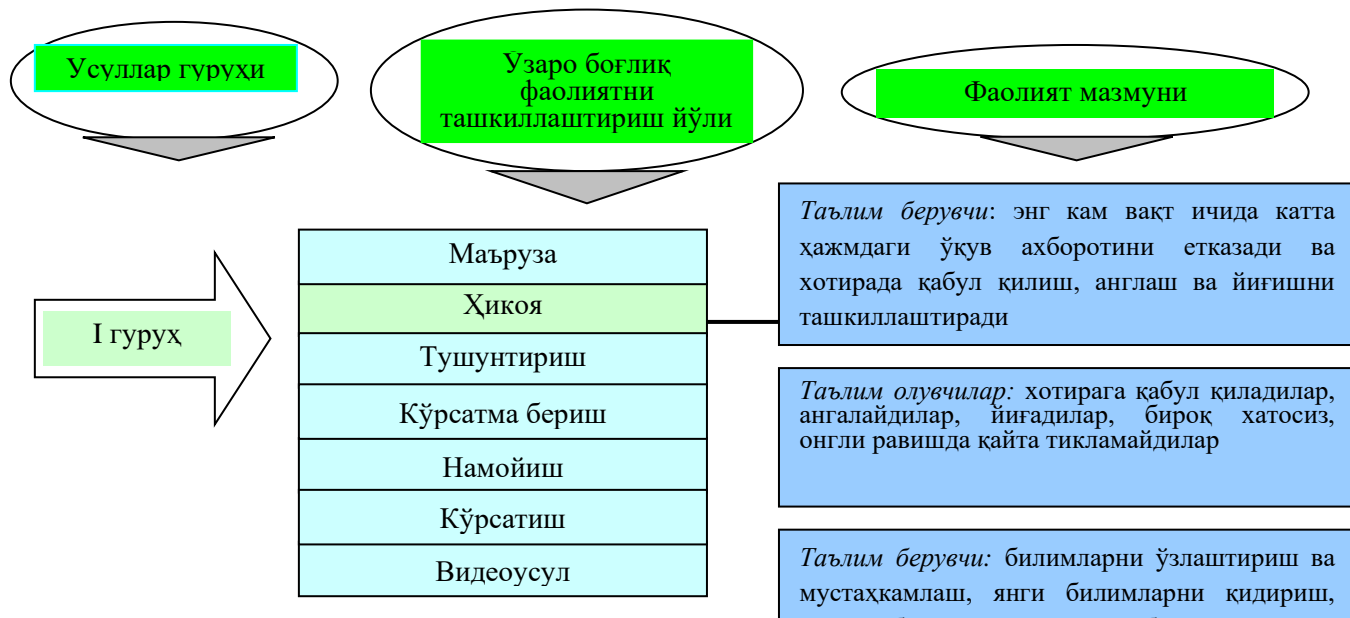 Усуллар гуруҳи
Ўзаро боғлиқ
фаолиятни
ташкиллаштириш йўли
Фаолият мазмуни
I гуруҳ
Маъруза
Ҳикоя
Тушунтириш
Кўрсатма бериш
Намойиш
Кўрсатиш
Видеоусул
Таълим берувчи: энг кам вақт ичида катта
ҳажмдаги ўқув ахборотини етказади ва
хотирада қабул қилиш, англаш ва йиғишни
ташкиллаштиради
Таълим олувчилар: хотирага қабул қиладилар,
ангалайдилар, йиғадилар, бироқ хатосиз,
онгли равишда қайта тикламайдилар
Таълим берувчи: билимларни ўзлаштириш ва
мустаҳкамлаш, янги билимларни қидириш,